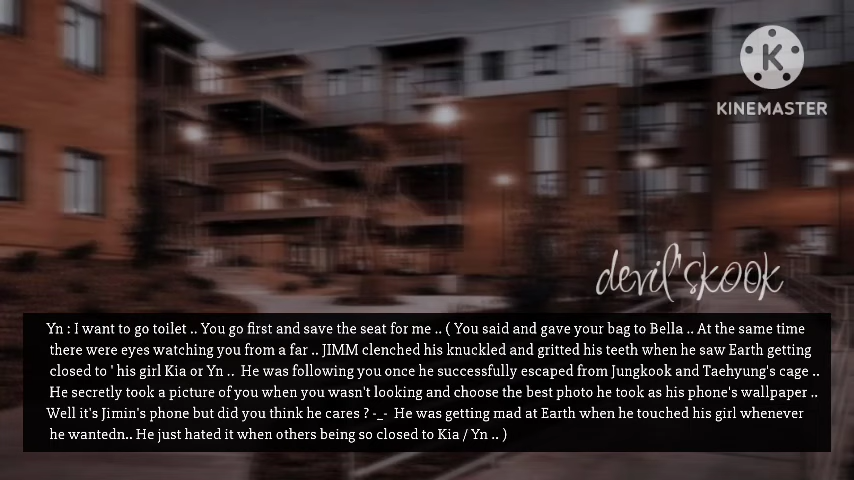 K
KINEMASTER
devil'skook
Yn : I want to go toilet .. You go first and save the seat for me .. ( You said and gave your bag to Bella .. At the same time
there were eyes watching you from a far .. JIMM clenched his knuckled and gritted his teeth when he saw Earth getting
closed to ' his girl Kia or Yn .. He was following you once he successfully escaped from Jungkook and Taehyung's cage ..
He secretly took a picture of you when you wasn't looking and choose the best photo he took as his phone's wallpaper ..
Well it's Jimin's phone but did you think he cares ? -_- He was getting mad at Earth when he touched his girl whenever
he wantedn.. He just hated it when others being so closed to Kia / Yn .. )